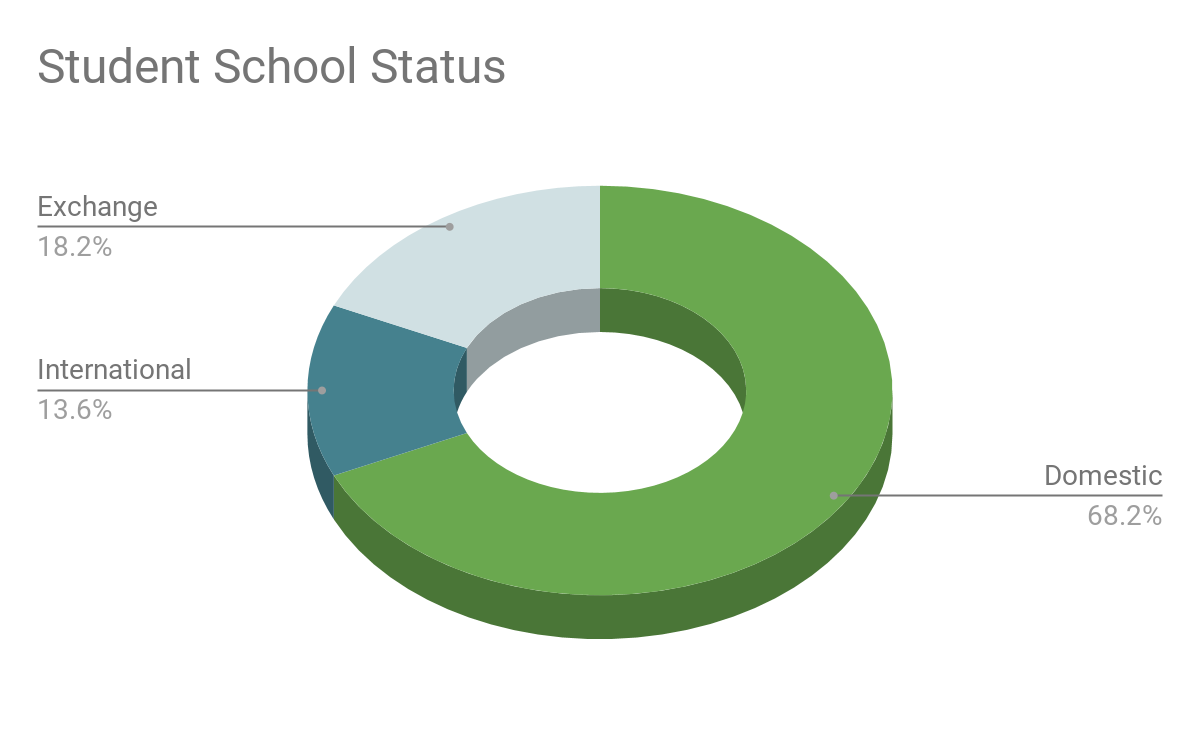 Student School Status
Exchange
18.2%
International
13.6%
Domestic
68.2%